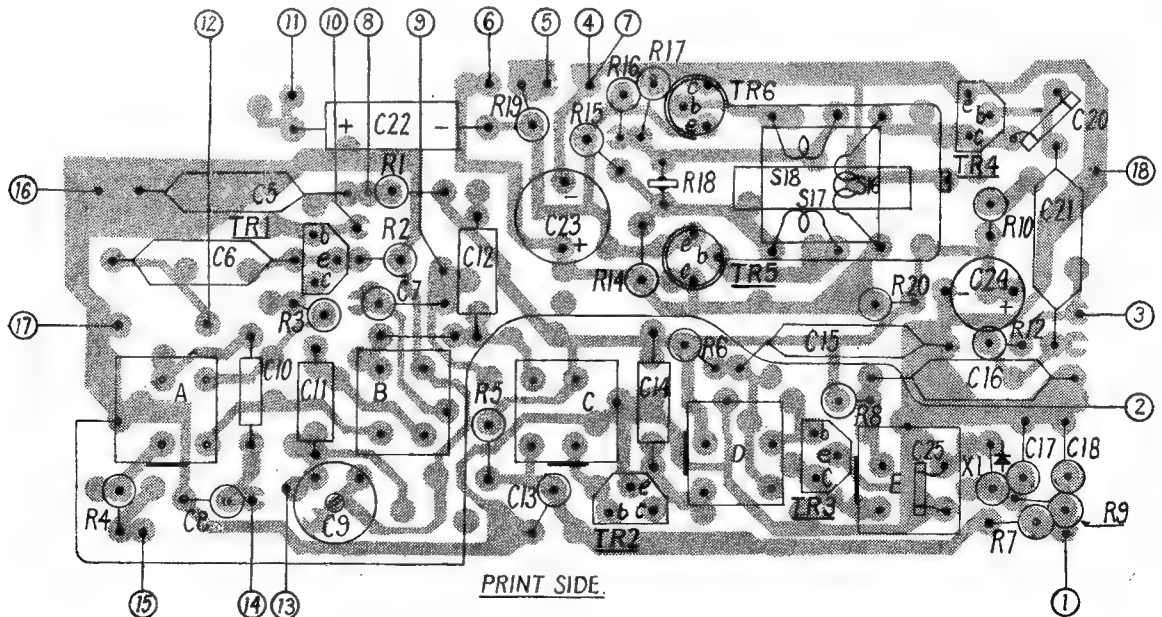 12 11 10 8 9 6 5 4 7
R17
R16
TR6
c
b
e
R19
R15
+ C22 -
e
b
c
C20
TR4
R1
R18
S18
S17
S16
18
16
C5
TR1
b
e
c
R2
C12
-
C23
+
R10
C21
C6
C7
R14
e
b
c
TR5
R20
- C24
+
R3
17
R6
C15
R12
3
A
C10
C11
B
R5
C
C14
D
C16
2
R8
b
e
c
TR3
E
C25
X1
C17
C18
R4
C8
C9
C13
e
b c
TR2
R7
R9
PRINT SIDE.
15 14 13 1